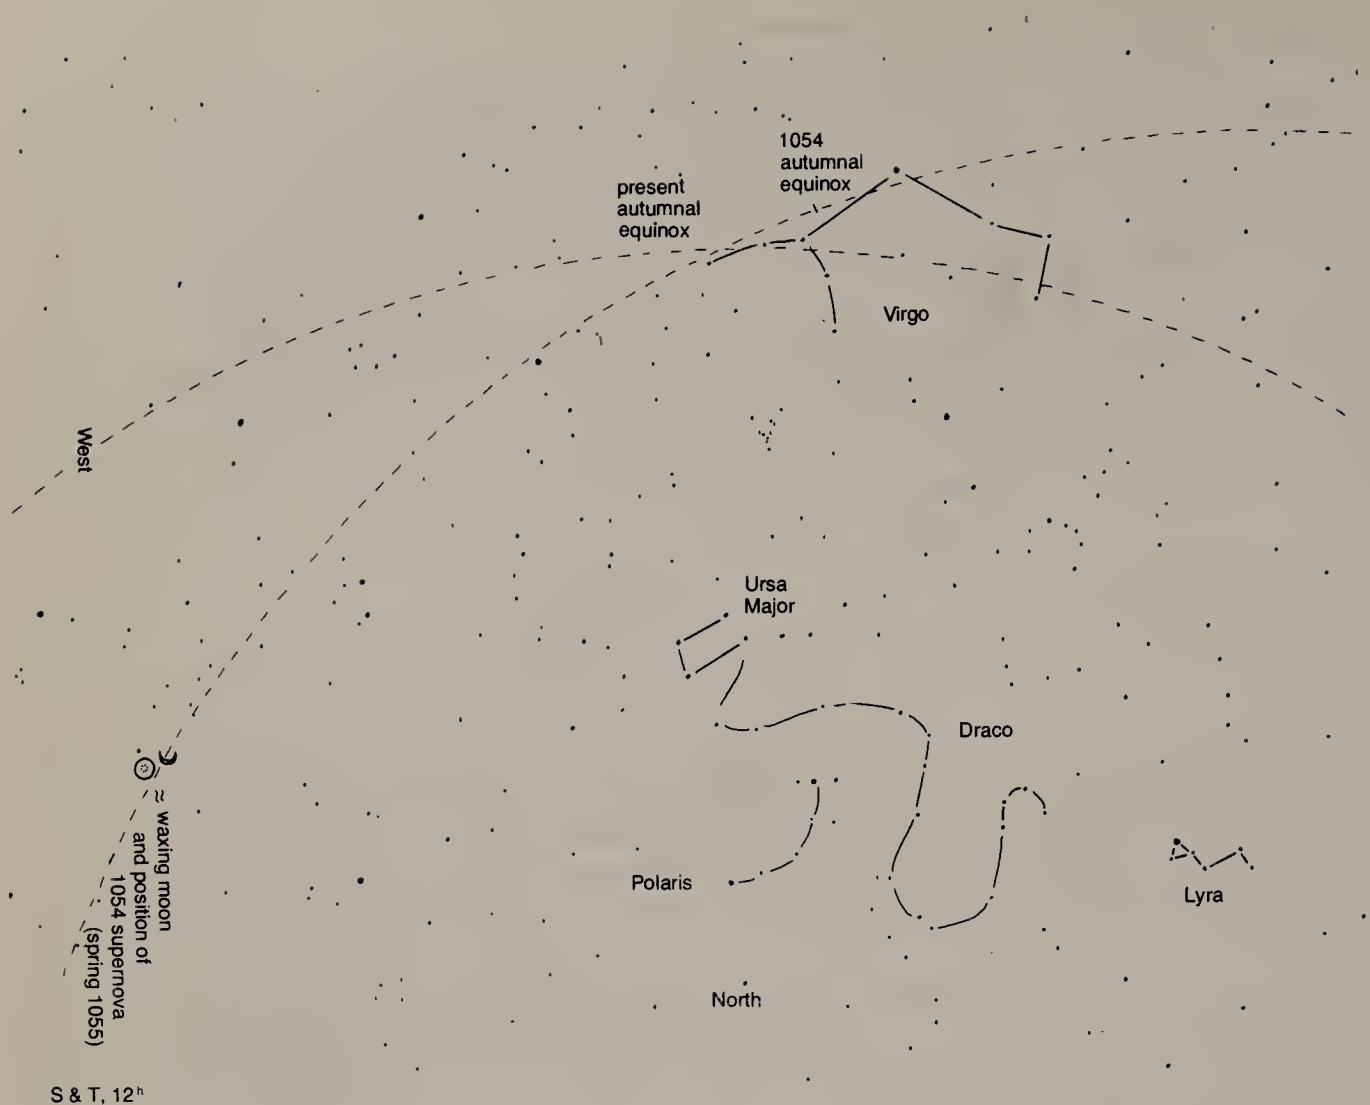 1054
autumnal
equinox
present
autumnal
equinox
Virgo
West
Ursa
Major
Draco
≈ waxing moon
and position of
1054 supernova
(spring 1055)
Polaris
Lyra
North
S & T, 12ʰ